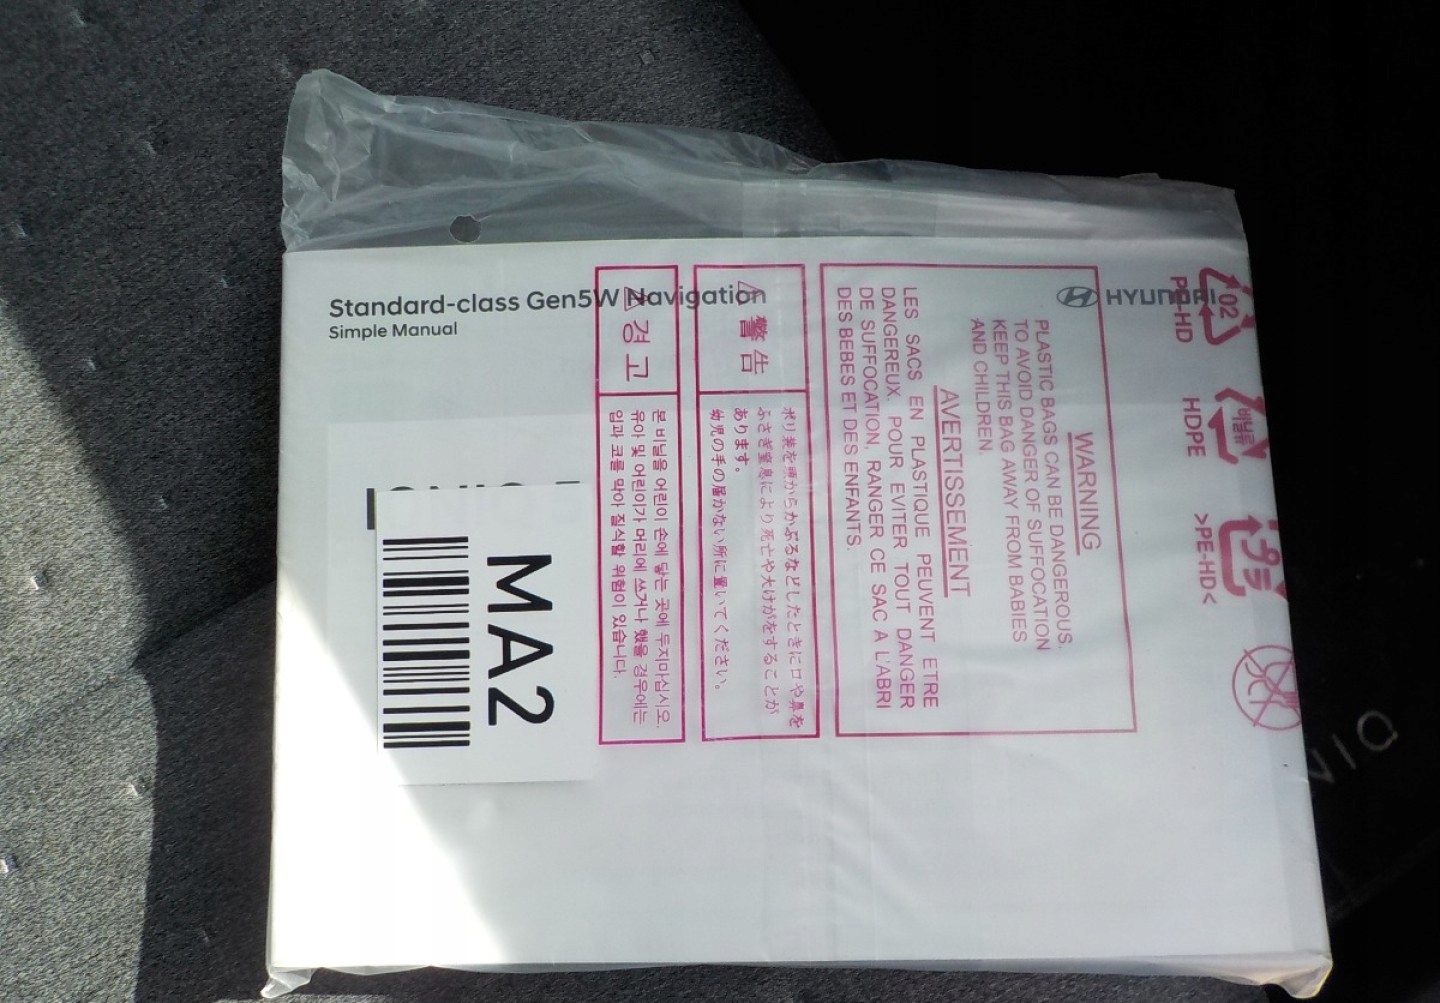 Standard-class Gen5W Navigation
Simple Manual
HYUNDAI
IONIQ 5
MA2
경고
본 비닐을 어린이 손에 닿는 곳에 두지마십시오.
유아 및 어린이가 머리에 쓰거나 했을 경우에는
입과 코를 막아 질식할 위험이 있습니다.
警告
ポリ袋を頭からかぶるなどしたときに口や鼻を
ふさぎ窒息により死亡や大けがをすることが
あります。
幼児の手の届かない所に置いてください。
WARNING
PLASTIC BAGS CAN BE DANGEROUS.
TO AVOID DANGER OF SUFFOCATION
KEEP THIS BAG AWAY FROM BABIES
AND CHILDREN.
AVERTISSEMENT
LES SACS EN PLASTIQUE PEUVENT ETRE
DANGEREUX. POUR EVITER TOUT DANGER
DE SUFFOCATION, RANGER CE SAC A L'ABRI
DES BEBES ET DES ENFANTS.
02
PE-HD
비닐류
HDPE
プラ
>PE-HD<